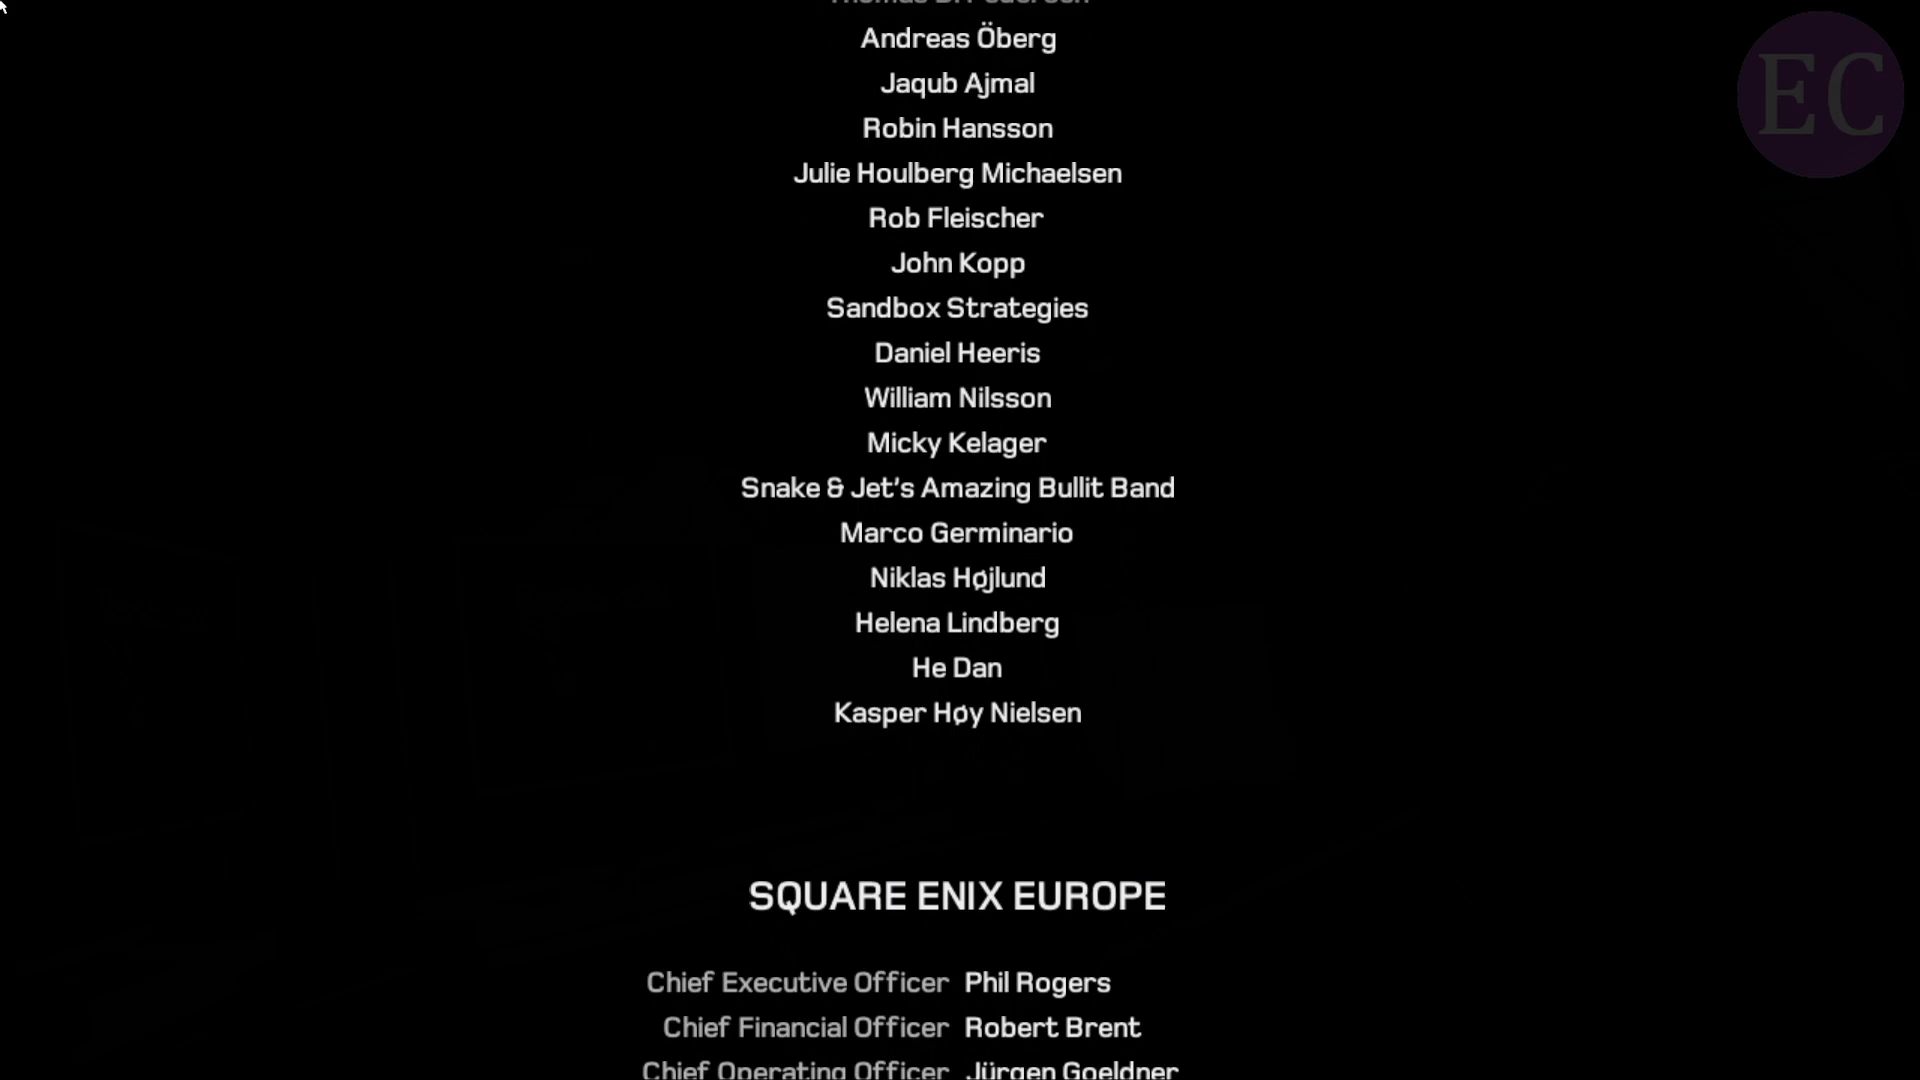 Andreas Öberg
EC
Jaqub Ajmal
Robin Hansson
Julie Houlberg Michaelsen
Rob Fleischer
John Kopp
Sandbox Strategies
Daniel Heeris
William Nilsson
Micky Kelager
Snake & Jet's Amazing Bullit Band
Marco Germinario
Niklas Højlund
Helena Lindberg
He Dan
Kasper Høy Nielsen
SQUARE ENIX EUROPE
Chief Executive Officer Phil Rogers
Chief Financial Officer Robert Brent
Chief Operating Officer Jürgen Goeldner